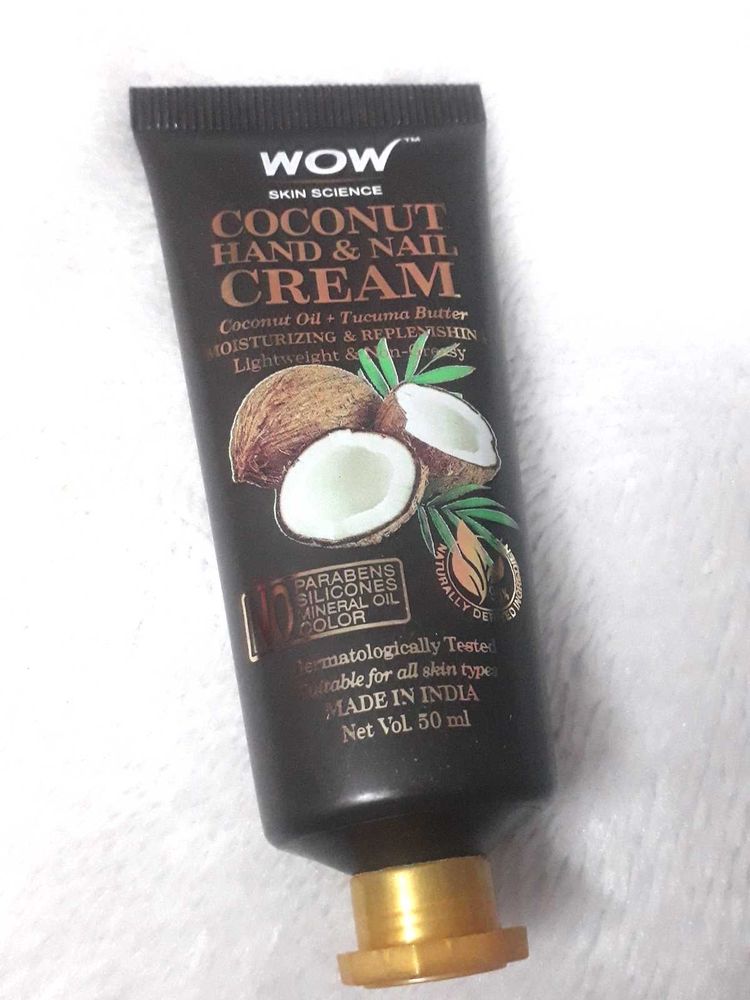 WOW™
SKIN SCIENCE
COCONUT
HAND & NAIL
CREAM
Coconut Oil + Tucuma Butter
MOISTURIZING & REPLENISHIN
Lightweight & Non-Greasy
NO
PARABENS
SILICONES
MINERAL OIL
COLOR
NATURALLY DERIVED
Dermatologically Tested
Suitable for all skin types
MADE IN INDIA
Net Vol. 50 ml